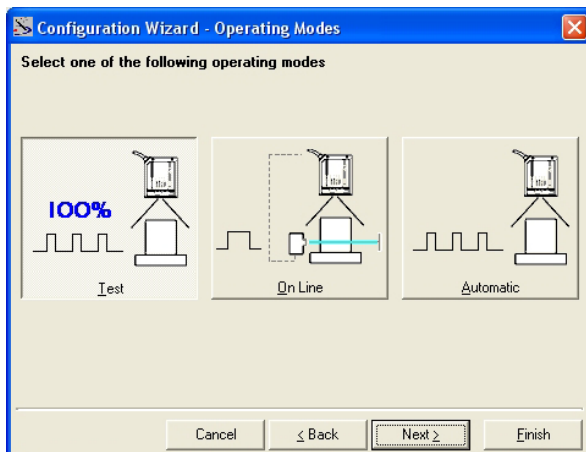 Configuration Wizard - Operating Modes
Select one of the following operating modes
100%
Test
On Line
Automatic
Cancel
< Back
Next >
Finish